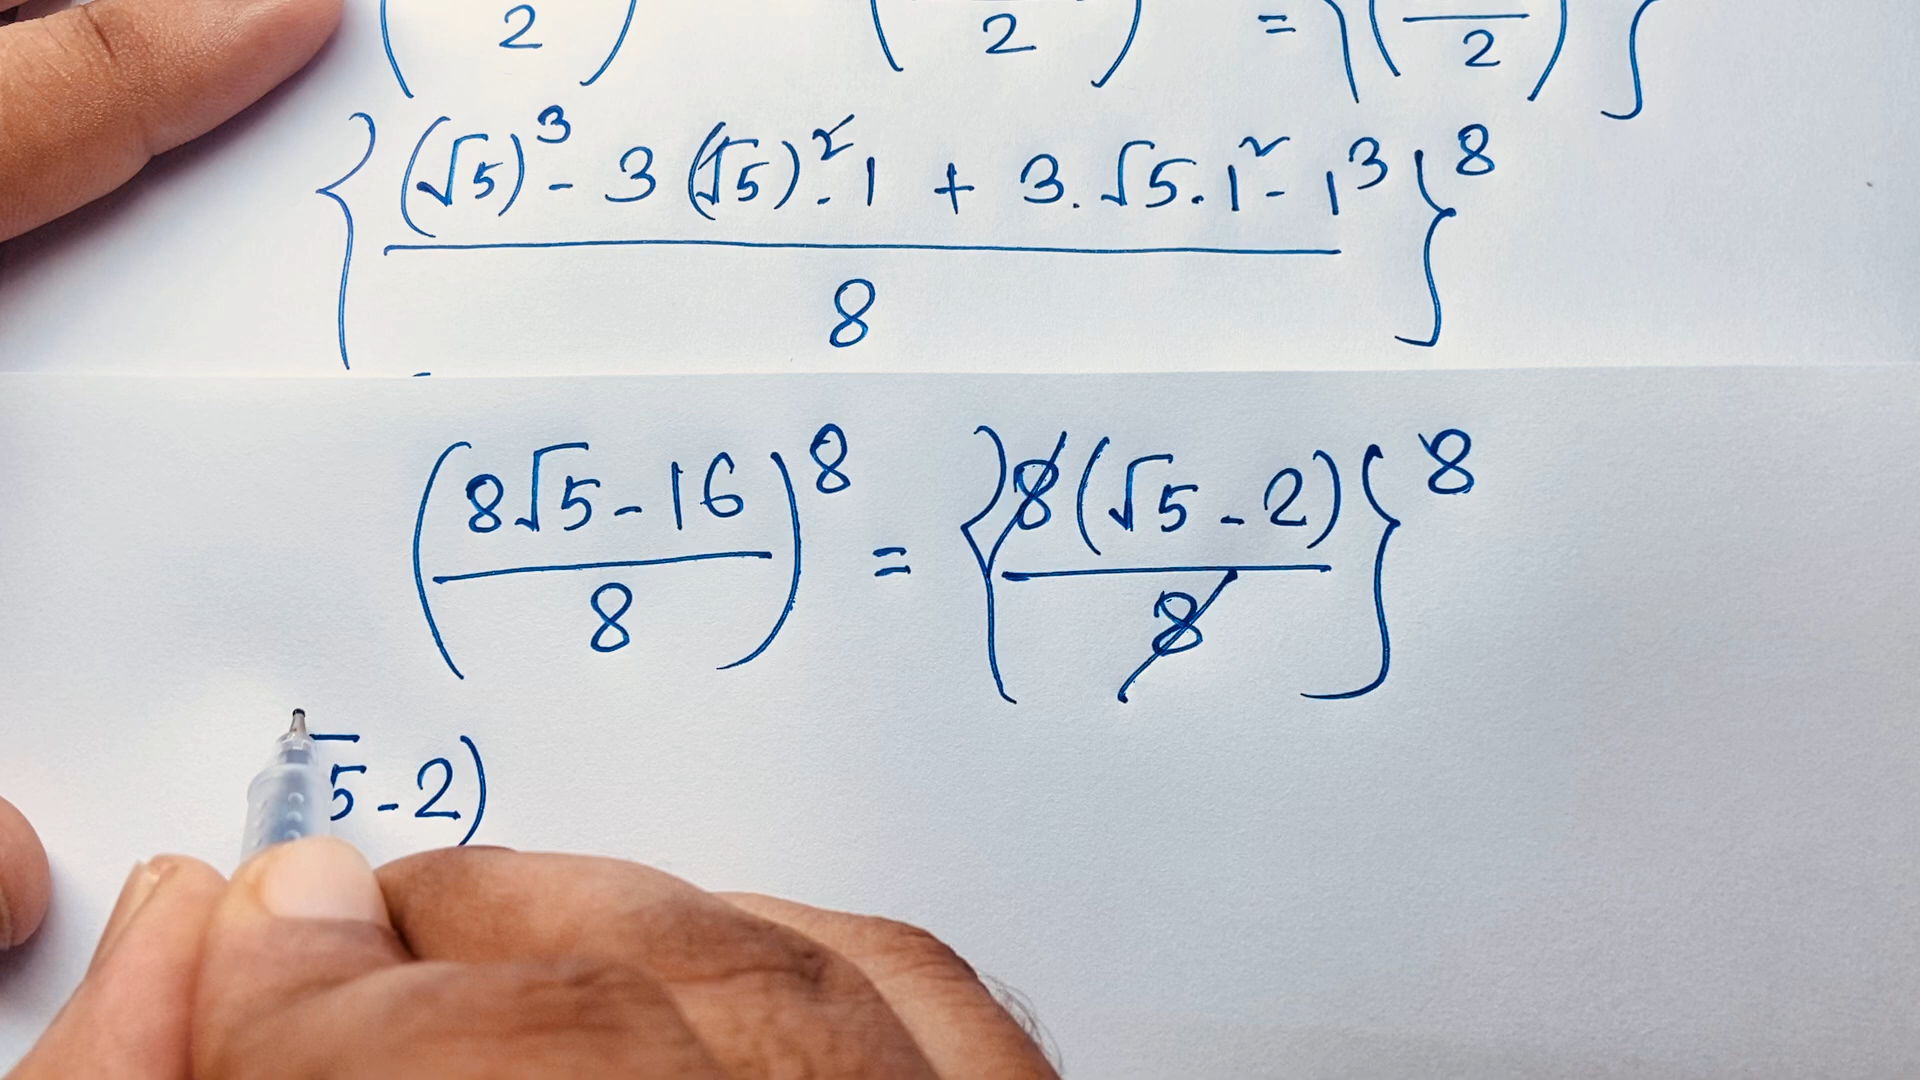 ( 2 ) ( 2 ) = { ( 2 ) }
{ (√5)³ - 3(√5)².1 + 3.√5.1² - 1³ / 8 }⁸
( 8√5 - 16 / 8 )⁸ = { 8(√5 - 2) / 8 }⁸
5 - 2)